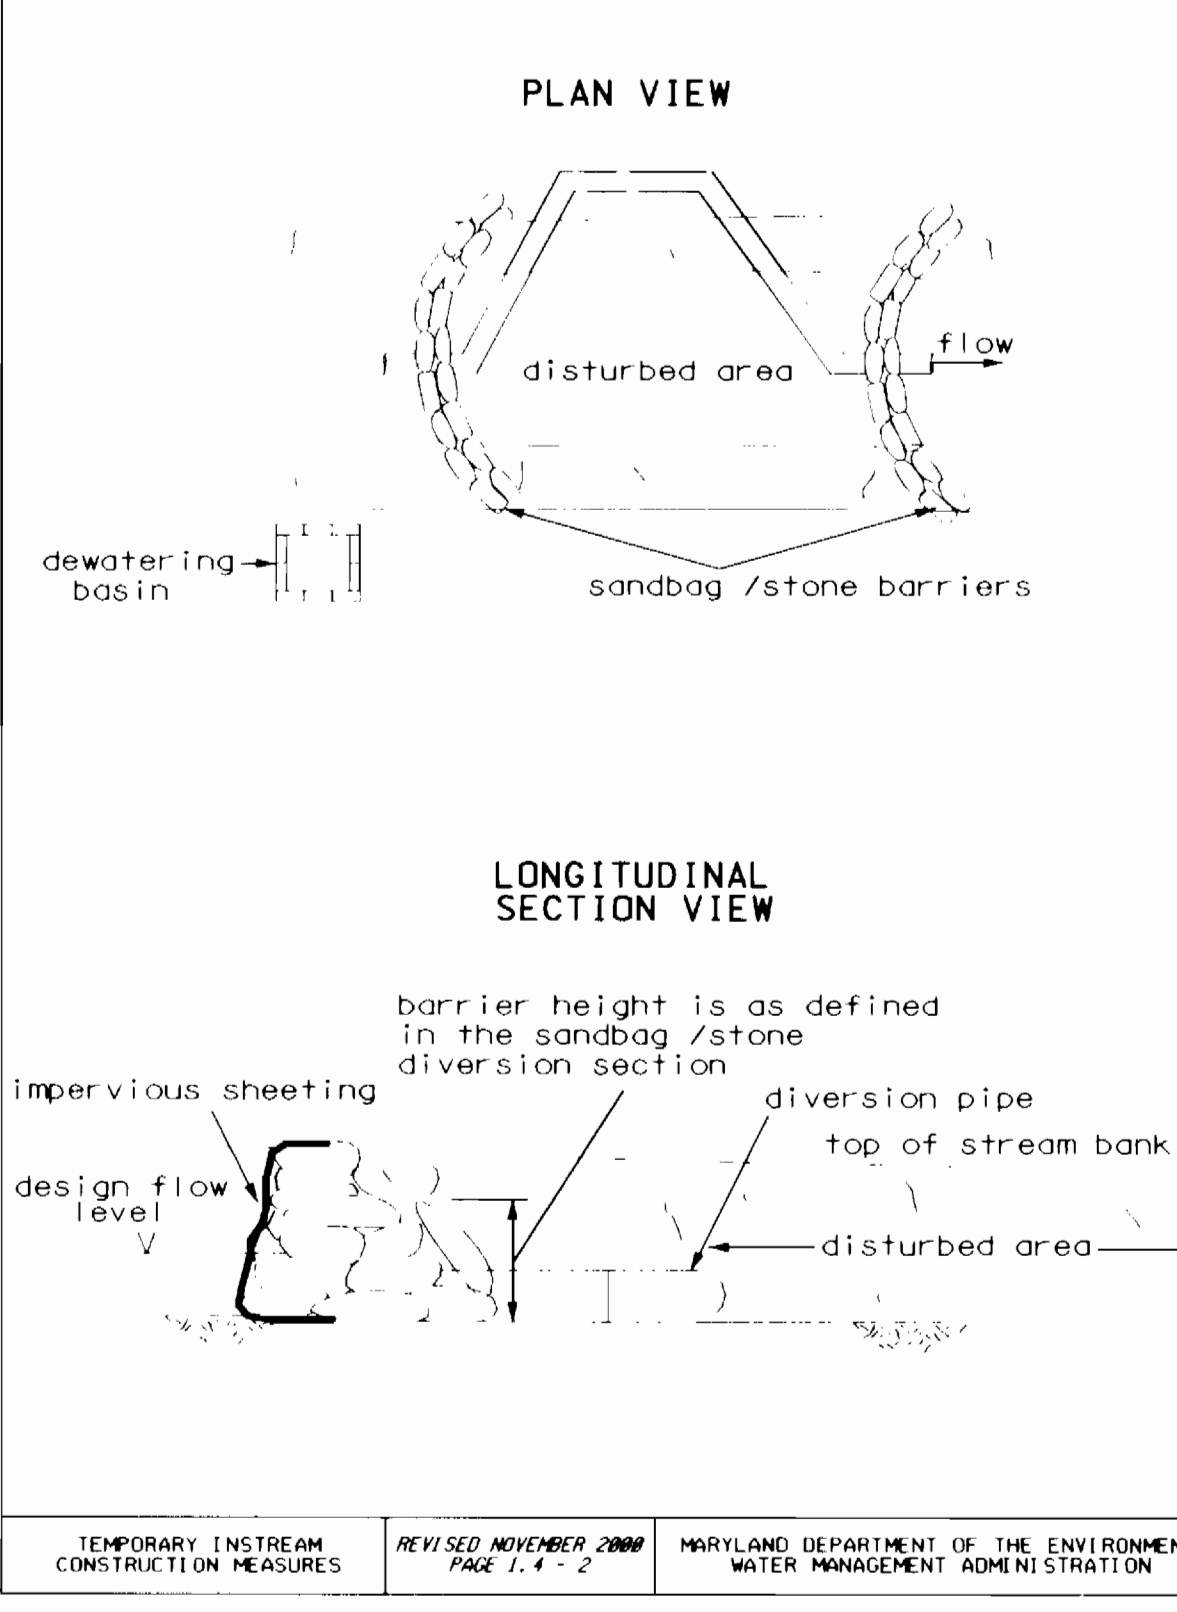 PLAN VIEW
flow
disturbed area
dewatering
basin
sandbag /stone barriers
LONGITUDINAL
SECTION VIEW
barrier height is as defined
in the sandbag /stone
diversion section
impervious sheeting
diversion pipe
top of stream bank
design flow
level
disturbed area
TEMPORARY INSTREAM
CONSTRUCTION MEASURES
REVISED NOVEMBER 2000
PAGE 1.4 - 2
MARYLAND DEPARTMENT OF THE ENVIRONMEN
WATER MANAGEMENT ADMINISTRATION